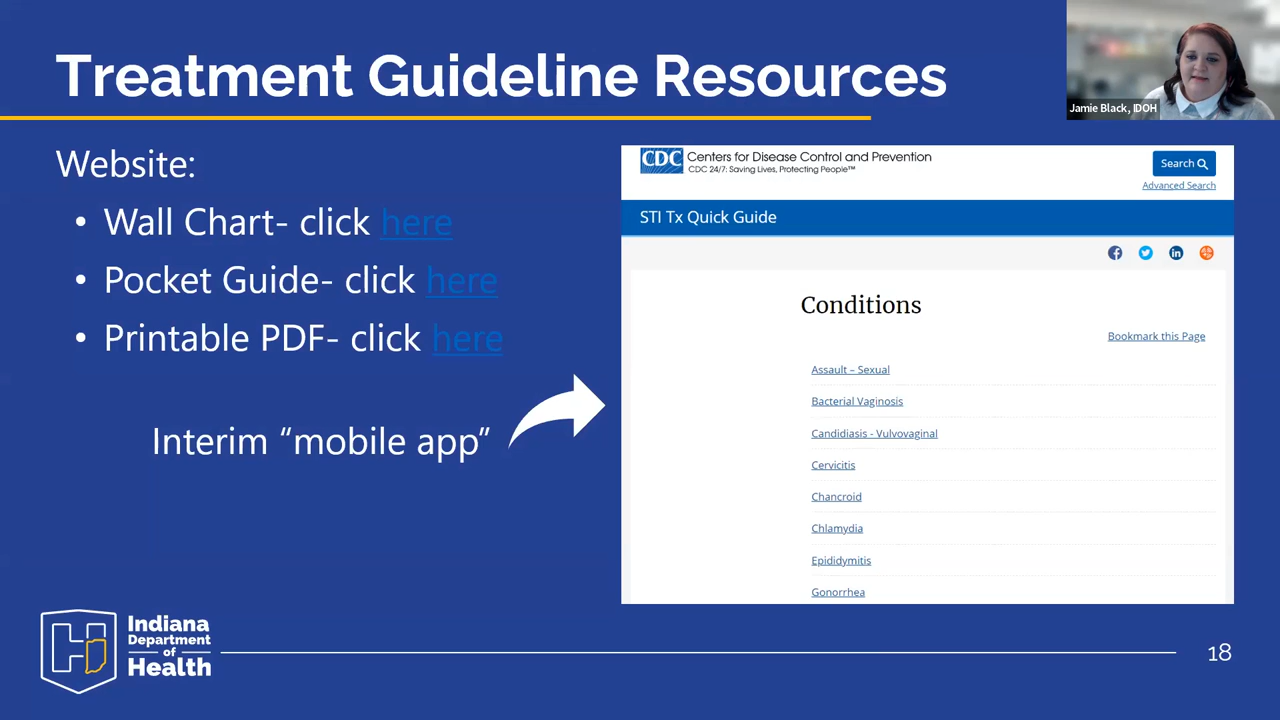 Treatment Guideline Resources
Jamie Black, IDOH
Website:
• Wall Chart- click here
• Pocket Guide- click here
• Printable PDF- click here
Interim “mobile app”
CDC Centers for Disease Control and Prevention
CDC 24/7: Saving Lives, Protecting People™
Search
Advanced Search
STI Tx Quick Guide
Conditions
Bookmark this Page
Assault – Sexual
Bacterial Vaginosis
Candidiasis - Vulvovaginal
Cervicitis
Chancroid
Chlamydia
Epididymitis
Gonorrhea
Indiana
Department
of
Health
18